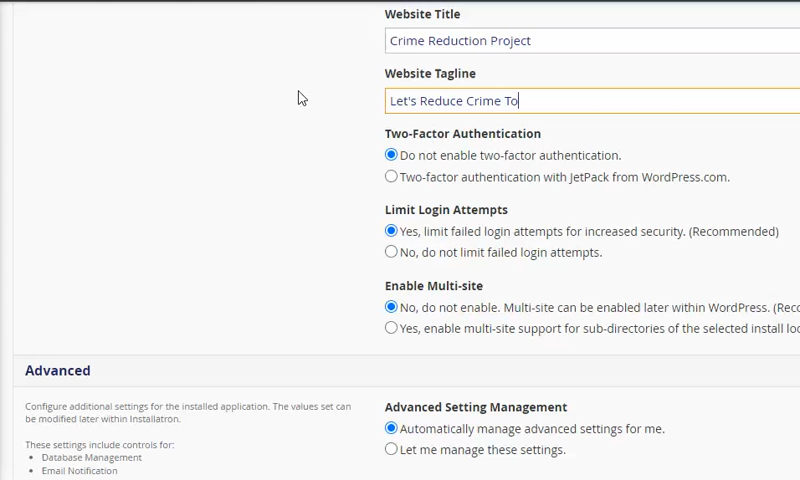 Website Title
Crime Reduction Project
Website Tagline
Let's Reduce Crime To
Two-Factor Authentication
Do not enable two-factor authentication.
Two-factor authentication with JetPack from WordPress.com.
Limit Login Attempts
Yes, limit failed login attempts for increased security. (Recommended)
No, do not limit failed login attempts.
Enable Multi-site
No, do not enable. Multi-site can be enabled later within WordPress. (Reco
Yes, enable multi-site support for sub-directories of the selected install loc
Advanced
Configure additional settings for the installed application. The values set can
be modified later within Installatron.
These settings include controls for:
• Database Management
• Email Notification
Advanced Setting Management
Automatically manage advanced settings for me.
Let me manage these settings.